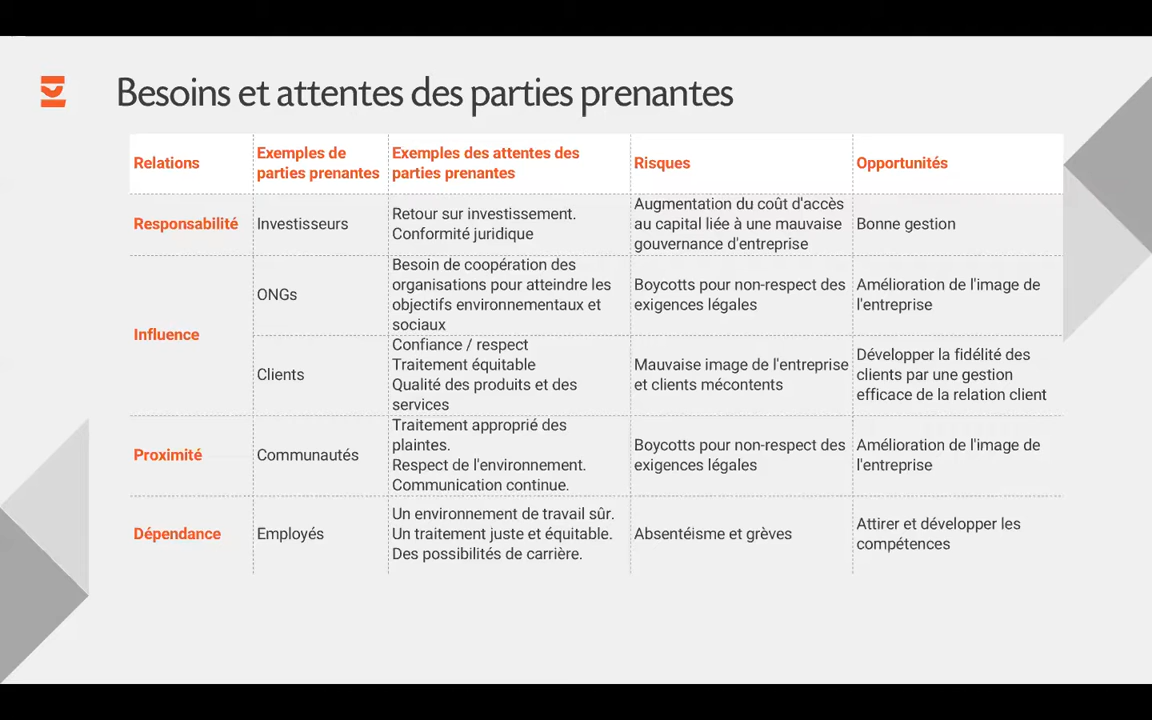 Besoins et attentes des parties prenantes
Relations
Exemples de
parties prenantes
Exemples des attentes des
parties prenantes
Risques
Opportunités
Responsabilité
Investisseurs
Retour sur investissement.
Conformité juridique
Augmentation du coût d'accès
au capital liée à une mauvaise
gouvernance d'entreprise
Bonne gestion
Influence
ONGs
Besoin de coopération des
organisations pour atteindre les
objectifs environnementaux et
sociaux
Boycotts pour non-respect des
exigences légales
Amélioration de l'image de
l'entreprise
Clients
Confiance / respect
Traitement équitable
Qualité des produits et des
services
Mauvaise image de l'entreprise
et clients mécontents
Développer la fidélité des
clients par une gestion
efficace de la relation client
Proximité
Communautés
Traitement approprié des
plaintes.
Respect de l'environnement.
Communication continue.
Boycotts pour non-respect des
exigences légales
Amélioration de l'image de
l'entreprise
Dépendance
Employés
Un environnement de travail sûr.
Un traitement juste et équitable.
Des possibilités de carrière.
Absentéisme et grèves
Attirer et développer les
compétences